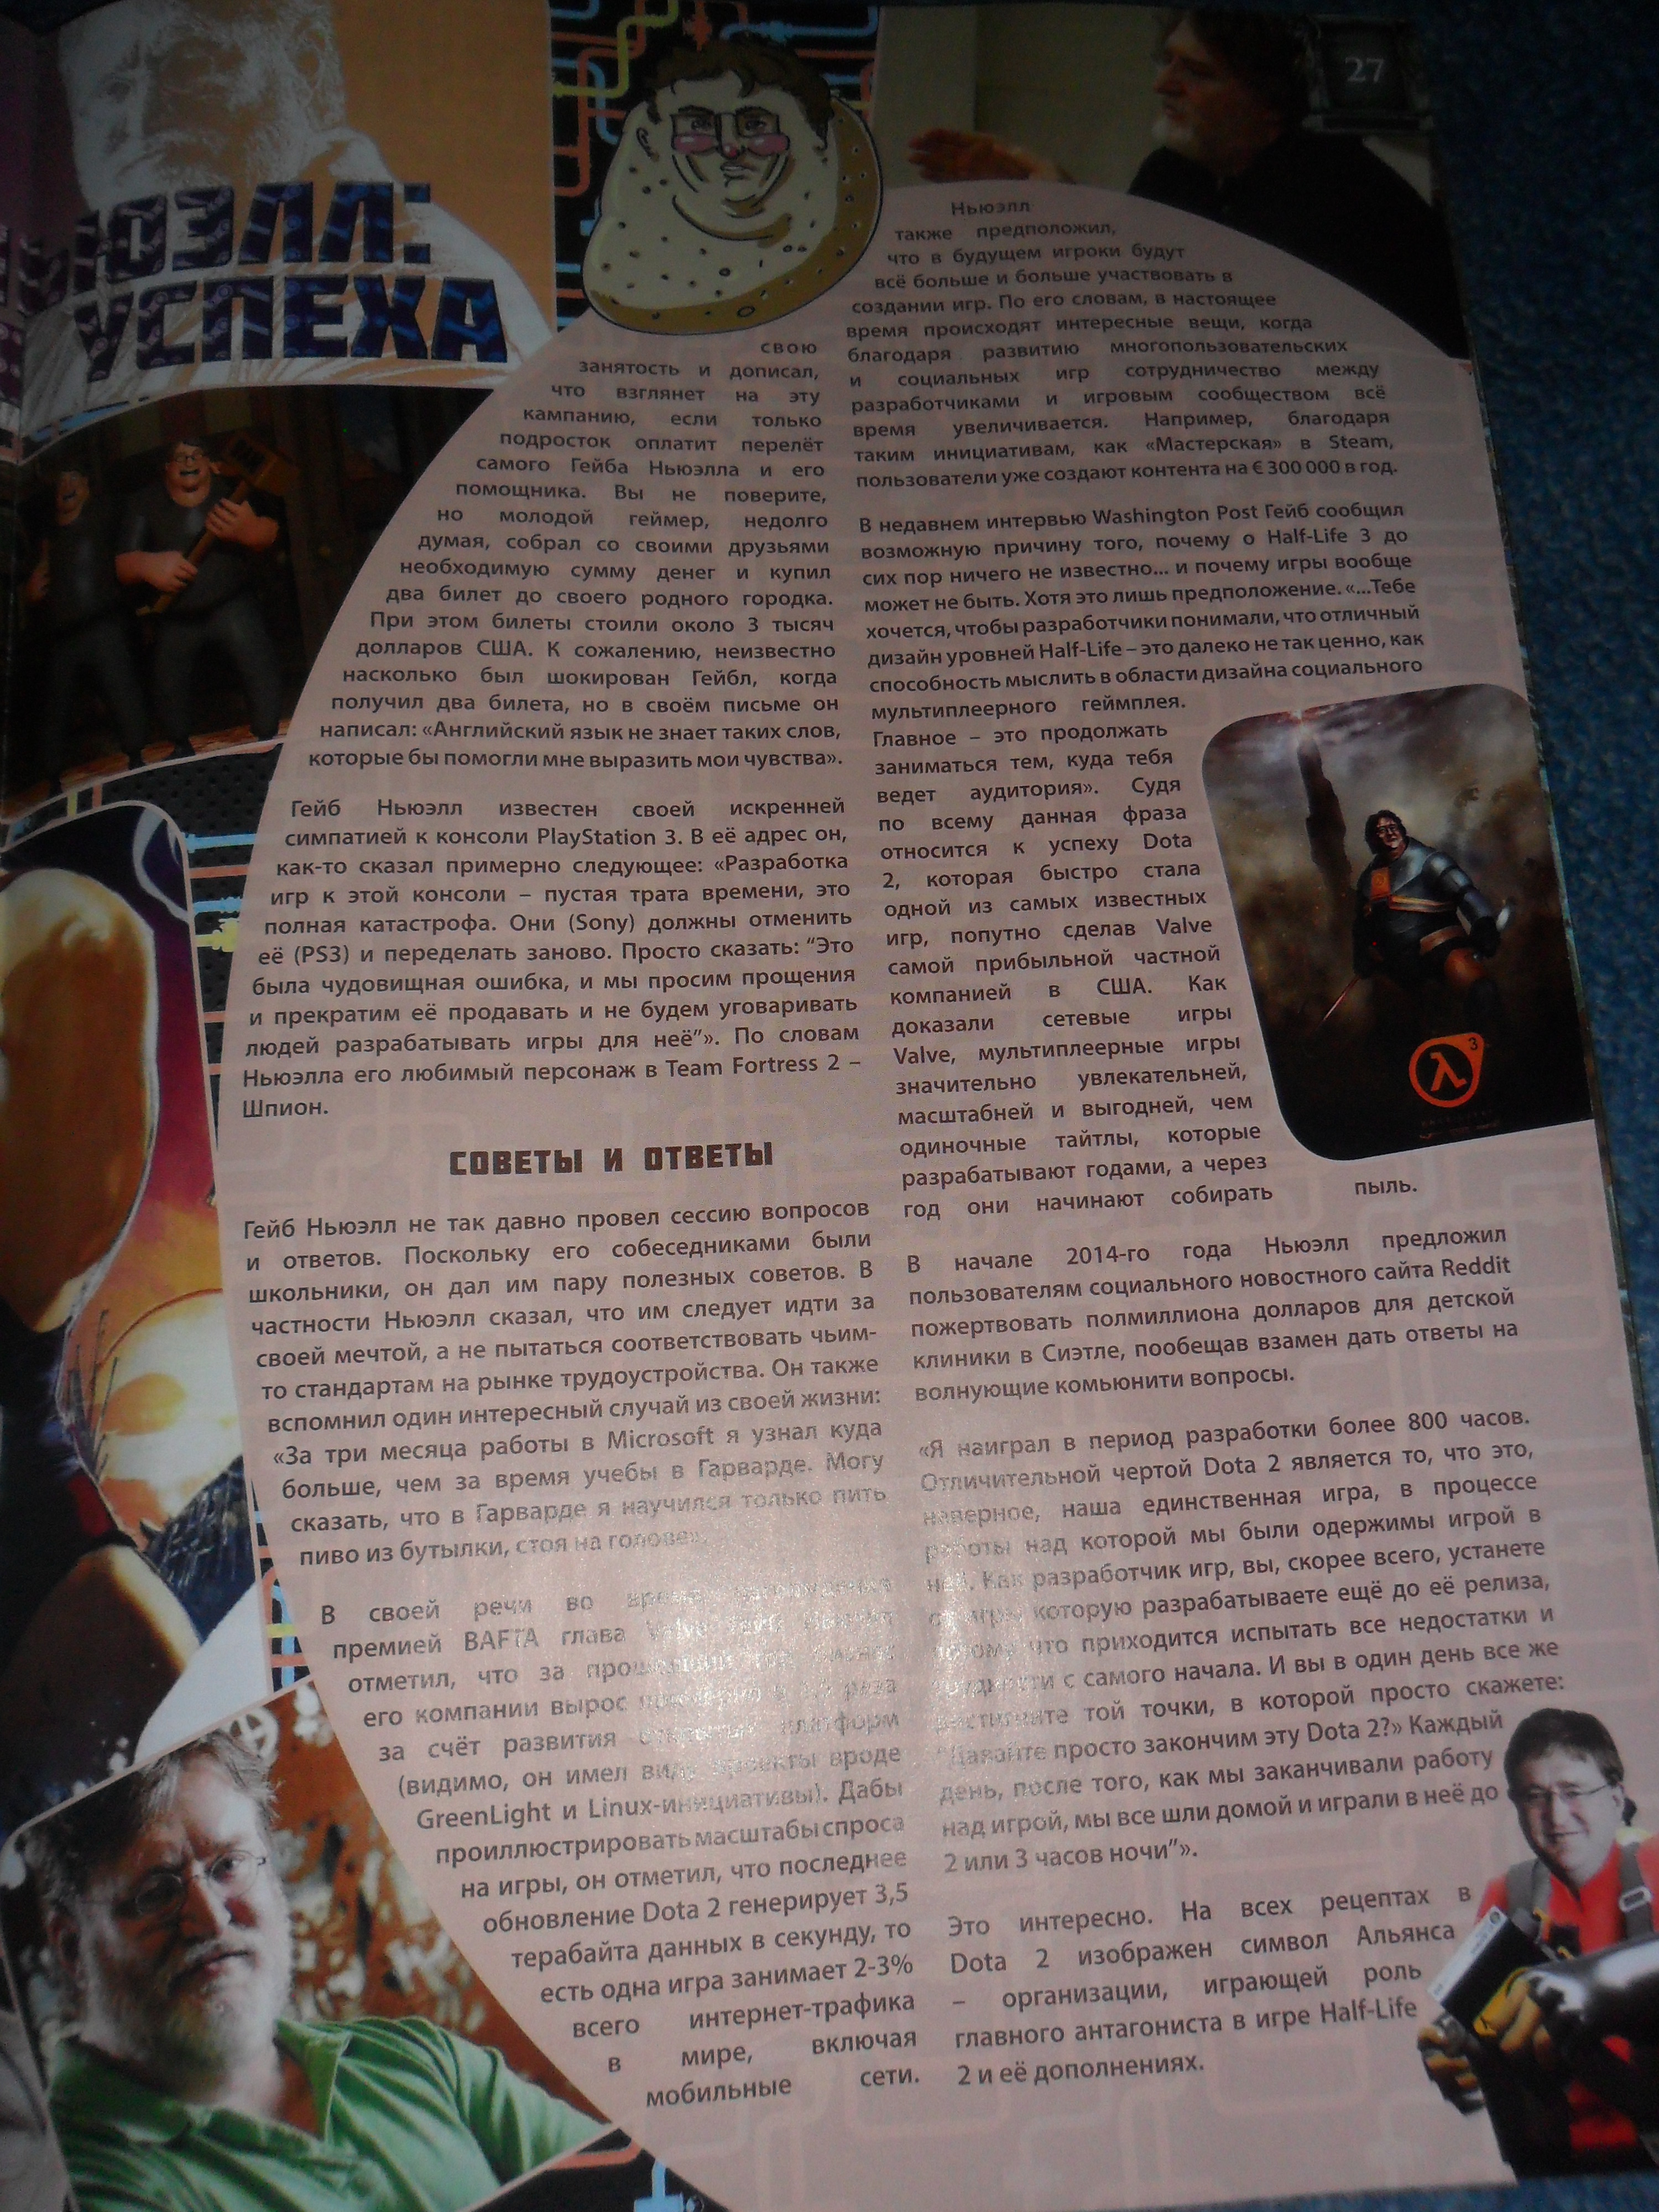 27
ЬЮЭЛЛ:
УСПЕХА
свою
занятость и дописал,
что взглянет на эту
кампанию, если только
подросток оплатит перелёт
самого Гейба Ньюэлла и его
помощника. Вы не поверите,
но молодой геймер, недолго
думая, собрал со своими друзьями
необходимую сумму денег и купил
два билет до своего родного городка.
При этом билеты стоили около 3 тысяч
долларов США. К сожалению, неизвестно
насколько был шокирован Гейбл, когда
получил два билета, но в своём письме он
написал: «Английский язык не знает таких слов,
которые бы помогли мне выразить мои чувства».
Гейб Ньюэлл известен своей искренней
симпатией к консоли PlayStation 3. В её адрес он,
как-то сказал примерно следующее: «Разработка
игр к этой консоли – пустая трата времени, это
полная катастрофа. Они (Sony) должны отменить
её (PS3) и переделать заново. Просто сказать: “Это
была чудовищная ошибка, и мы просим прощения
и прекратим её продавать и не будем уговаривать
людей разрабатывать игры для неё”». По словам
Ньюэлла его любимый персонаж в Team Fortress 2 –
Шпион.
СОВЕТЫ И ОТВЕТЫ
Гейб Ньюэлл не так давно провел сессию вопросов
и ответов. Поскольку его собеседниками были
школьники, он дал им пару полезных советов. В
частности Ньюэлл сказал, что им следует идти за
своей мечтой, а не пытаться соответствовать чьим-
то стандартам на рынке трудоустройства. Он также
вспомнил один интересный случай из своей жизни:
«За три месяца работы в Microsoft я узнал куда
больше, чем за время учебы в Гарварде. Могу
сказать, что в Гарварде я научился только пить
пиво из бутылки, стоя на голове».
В своей речи во время
премией BAFTA глава Valve Гейб Ньюэлл
отметил, что за прошедший год бизнес
его компании вырос раза
за счёт развития открытых платформ
(видимо, он имел виду проекты вроде
GreenLight и Linux-инициативы). Дабы
проиллюстрировать масштабы спроса
на игры, он отметил, что последнее
обновление Dota 2 генерирует 3,5
терабайта данных в секунду, то
есть одна игра занимает 2-3%
всего интернет-трафика
в мире, включая
мобильные сети.
Ньюэлл
также предположил,
что в будущем игроки будут
всё больше и больше участвовать в
создании игр. По его словам, в настоящее
время происходят интересные вещи, когда
благодаря развитию многопользовательских
и социальных игр сотрудничество между
разработчиками и игровым сообществом всё
время увеличивается. Например, благодаря
таким инициативам, как «Мастерская» в Steam,
пользователи уже создают контента на € 300 000 в год.
В недавнем интервью Washington Post Гейб сообщил
возможную причину того, почему о Half-Life 3 до
сих пор ничего не известно... и почему игры вообще
может не быть. Хотя это лишь предположение. «...Тебе
хочется, чтобы разработчики понимали, что отличный
дизайн уровней Half-Life – это далеко не так ценно, как
способность мыслить в области дизайна социального
мультиплеерного геймплея.
Главное – это продолжать
заниматься тем, куда тебя
ведет аудитория». Судя
по всему данная фраза
относится к успеху Dota
2, которая быстро стала
одной из самых известных
игр, попутно сделав Valve
самой прибыльной частной
компанией в США. Как
доказали сетевые игры
Valve, мультиплеерные игры
значительно увлекательней,
масштабней и выгодней, чем
одиночные тайтлы, которые
разрабатывают годами, а через
год они начинают собирать пыль.
λ3
В начале 2014-го года Ньюэлл предложил
пользователям социального новостного сайта Reddit
пожертвовать полмиллиона долларов для детской
клиники в Сиэтле, пообещав взамен дать ответы на
волнующие комьюнити вопросы.
«Я наиграл в период разработки более 800 часов.
Отличительной чертой Dota 2 является то, что это,
наверное, наша единственная игра, в процессе
работы над которой мы были одержимы игрой в
неё. Как разработчик игр, вы, скорее всего, устанете
от игры которую разрабатываете ещё до её релиза,
потому что приходится испытать все недостатки и
трудности с самого начала. И вы в один день все же
достигните той точки, в которой просто скажете:
“Давайте просто закончим эту Dota 2?» Каждый
день, после того, как мы заканчивали работу
над игрой, мы все шли домой и играли в неё до
2 или 3 часов ночи”».
Это интересно. На всех рецептах в
Dota 2 изображен символ Альянса
– организации, играющей роль
главного антагониста в игре Half-Life
2 и её дополнениях.